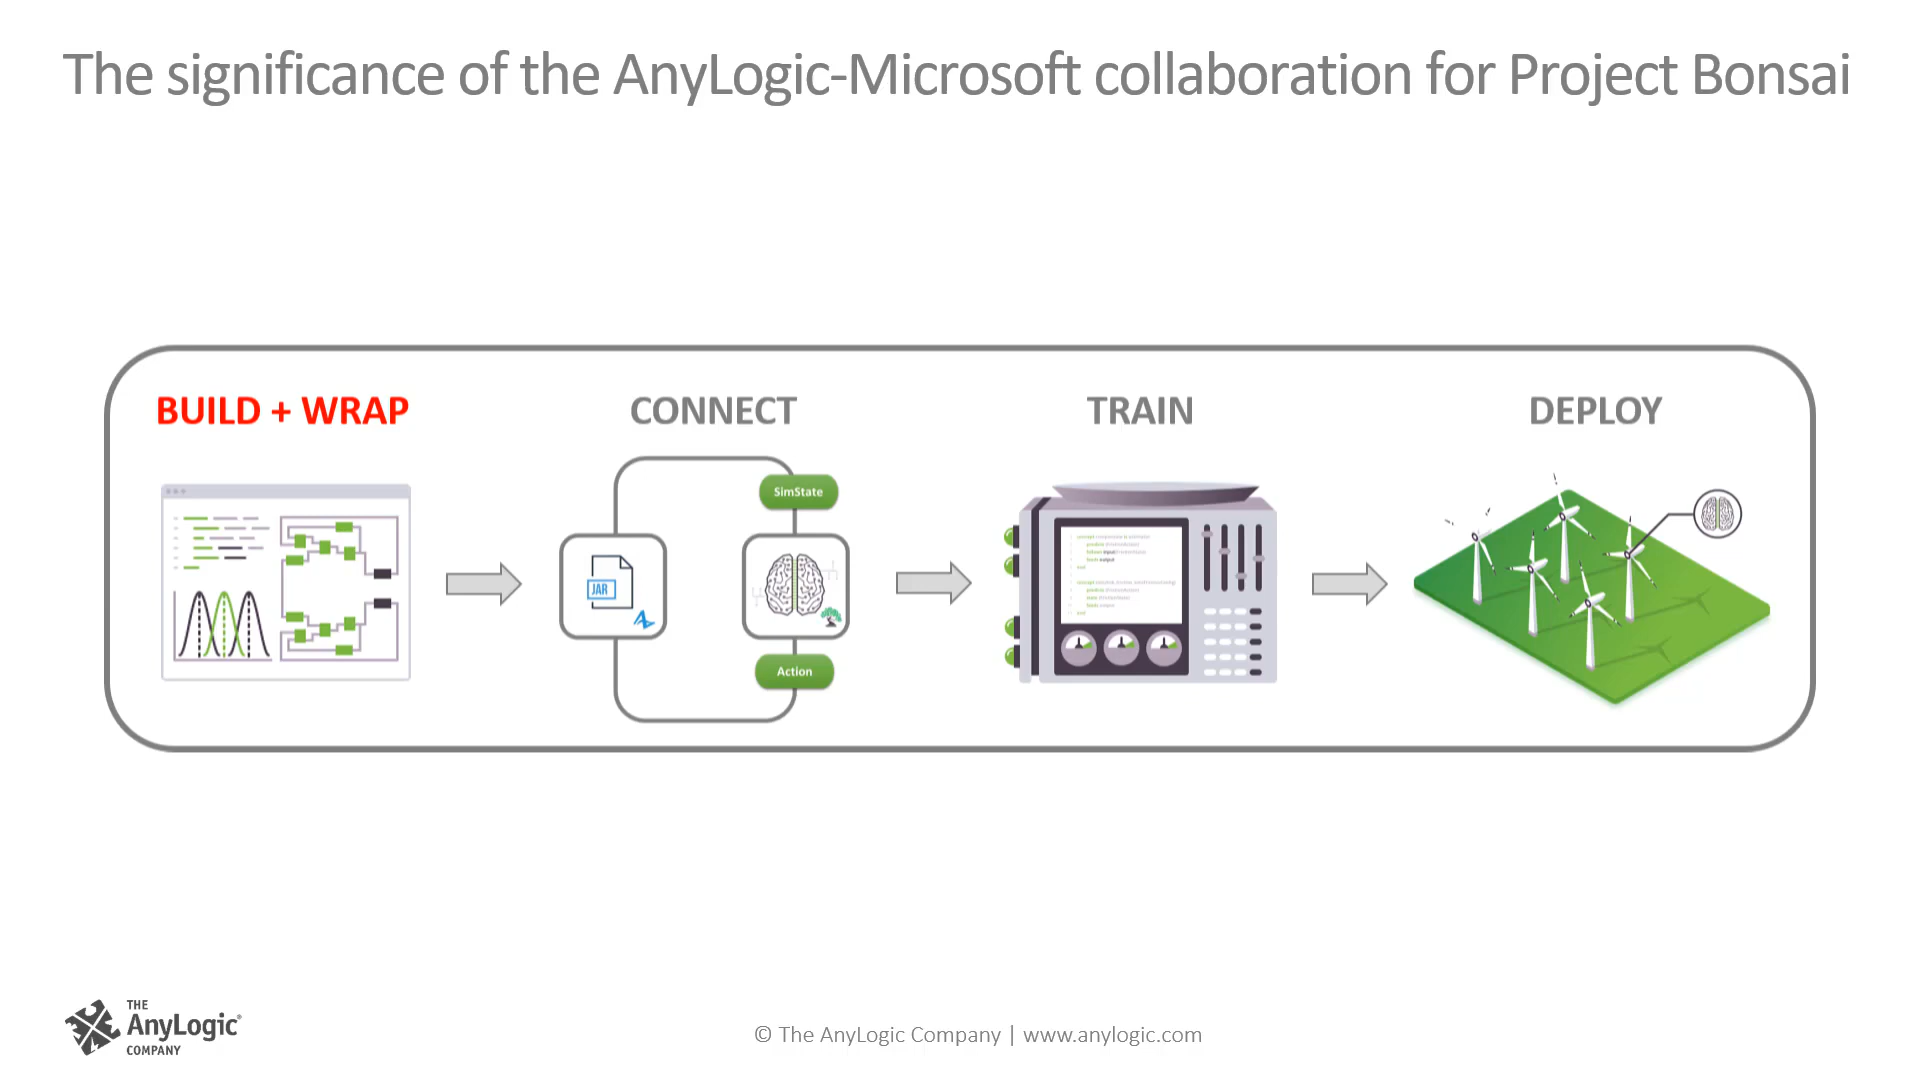 The significance of the AnyLogic-Microsoft collaboration for Project Bonsai
BUILD + WRAP
CONNECT
TRAIN
DEPLOY
SimState
JAR
Action
THE
AnyLogic®
COMPANY
© The AnyLogic Company | www.anylogic.com